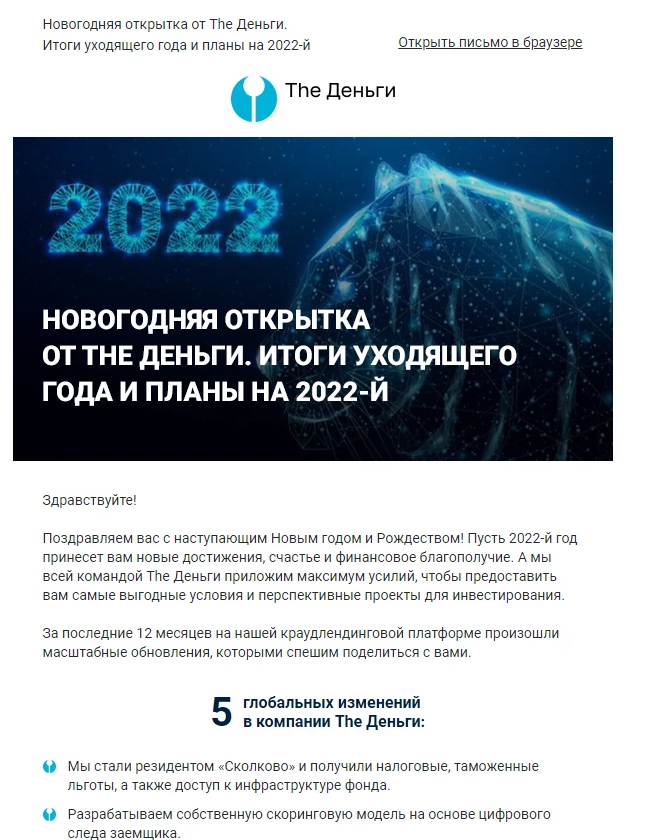 Новогодняя открытка от The Деньги.
Итоги уходящего года и планы на 2022-й
Открыть письмо в браузере
The Деньги
2022
НОВОГОДНЯЯ ОТКРЫТКА
ОТ THE ДЕНЬГИ. ИТОГИ УХОДЯЩЕГО
ГОДА И ПЛАНЫ НА 2022-Й
Здравствуйте!
Поздравляем вас с наступающим Новым годом и Рождеством! Пусть 2022-й год
принесет вам новые достижения, счастье и финансовое благополучие. А мы
всей командой The Деньги приложим максимум усилий, чтобы предоставить
вам самые выгодные условия и перспективные проекты для инвестирования.
За последние 12 месяцев на нашей краудлендинговой платформе произошли
масштабные обновления, которыми спешим поделиться с вами.
5 глобальных изменений
в компании The Деньги:
Мы стали резидентом «Сколково» и получили налоговые, таможенные
льготы, а также доступ к инфраструктуре фонда.
Разрабатываем собственную скоринговую модель на основе цифрового
следа заемщика.